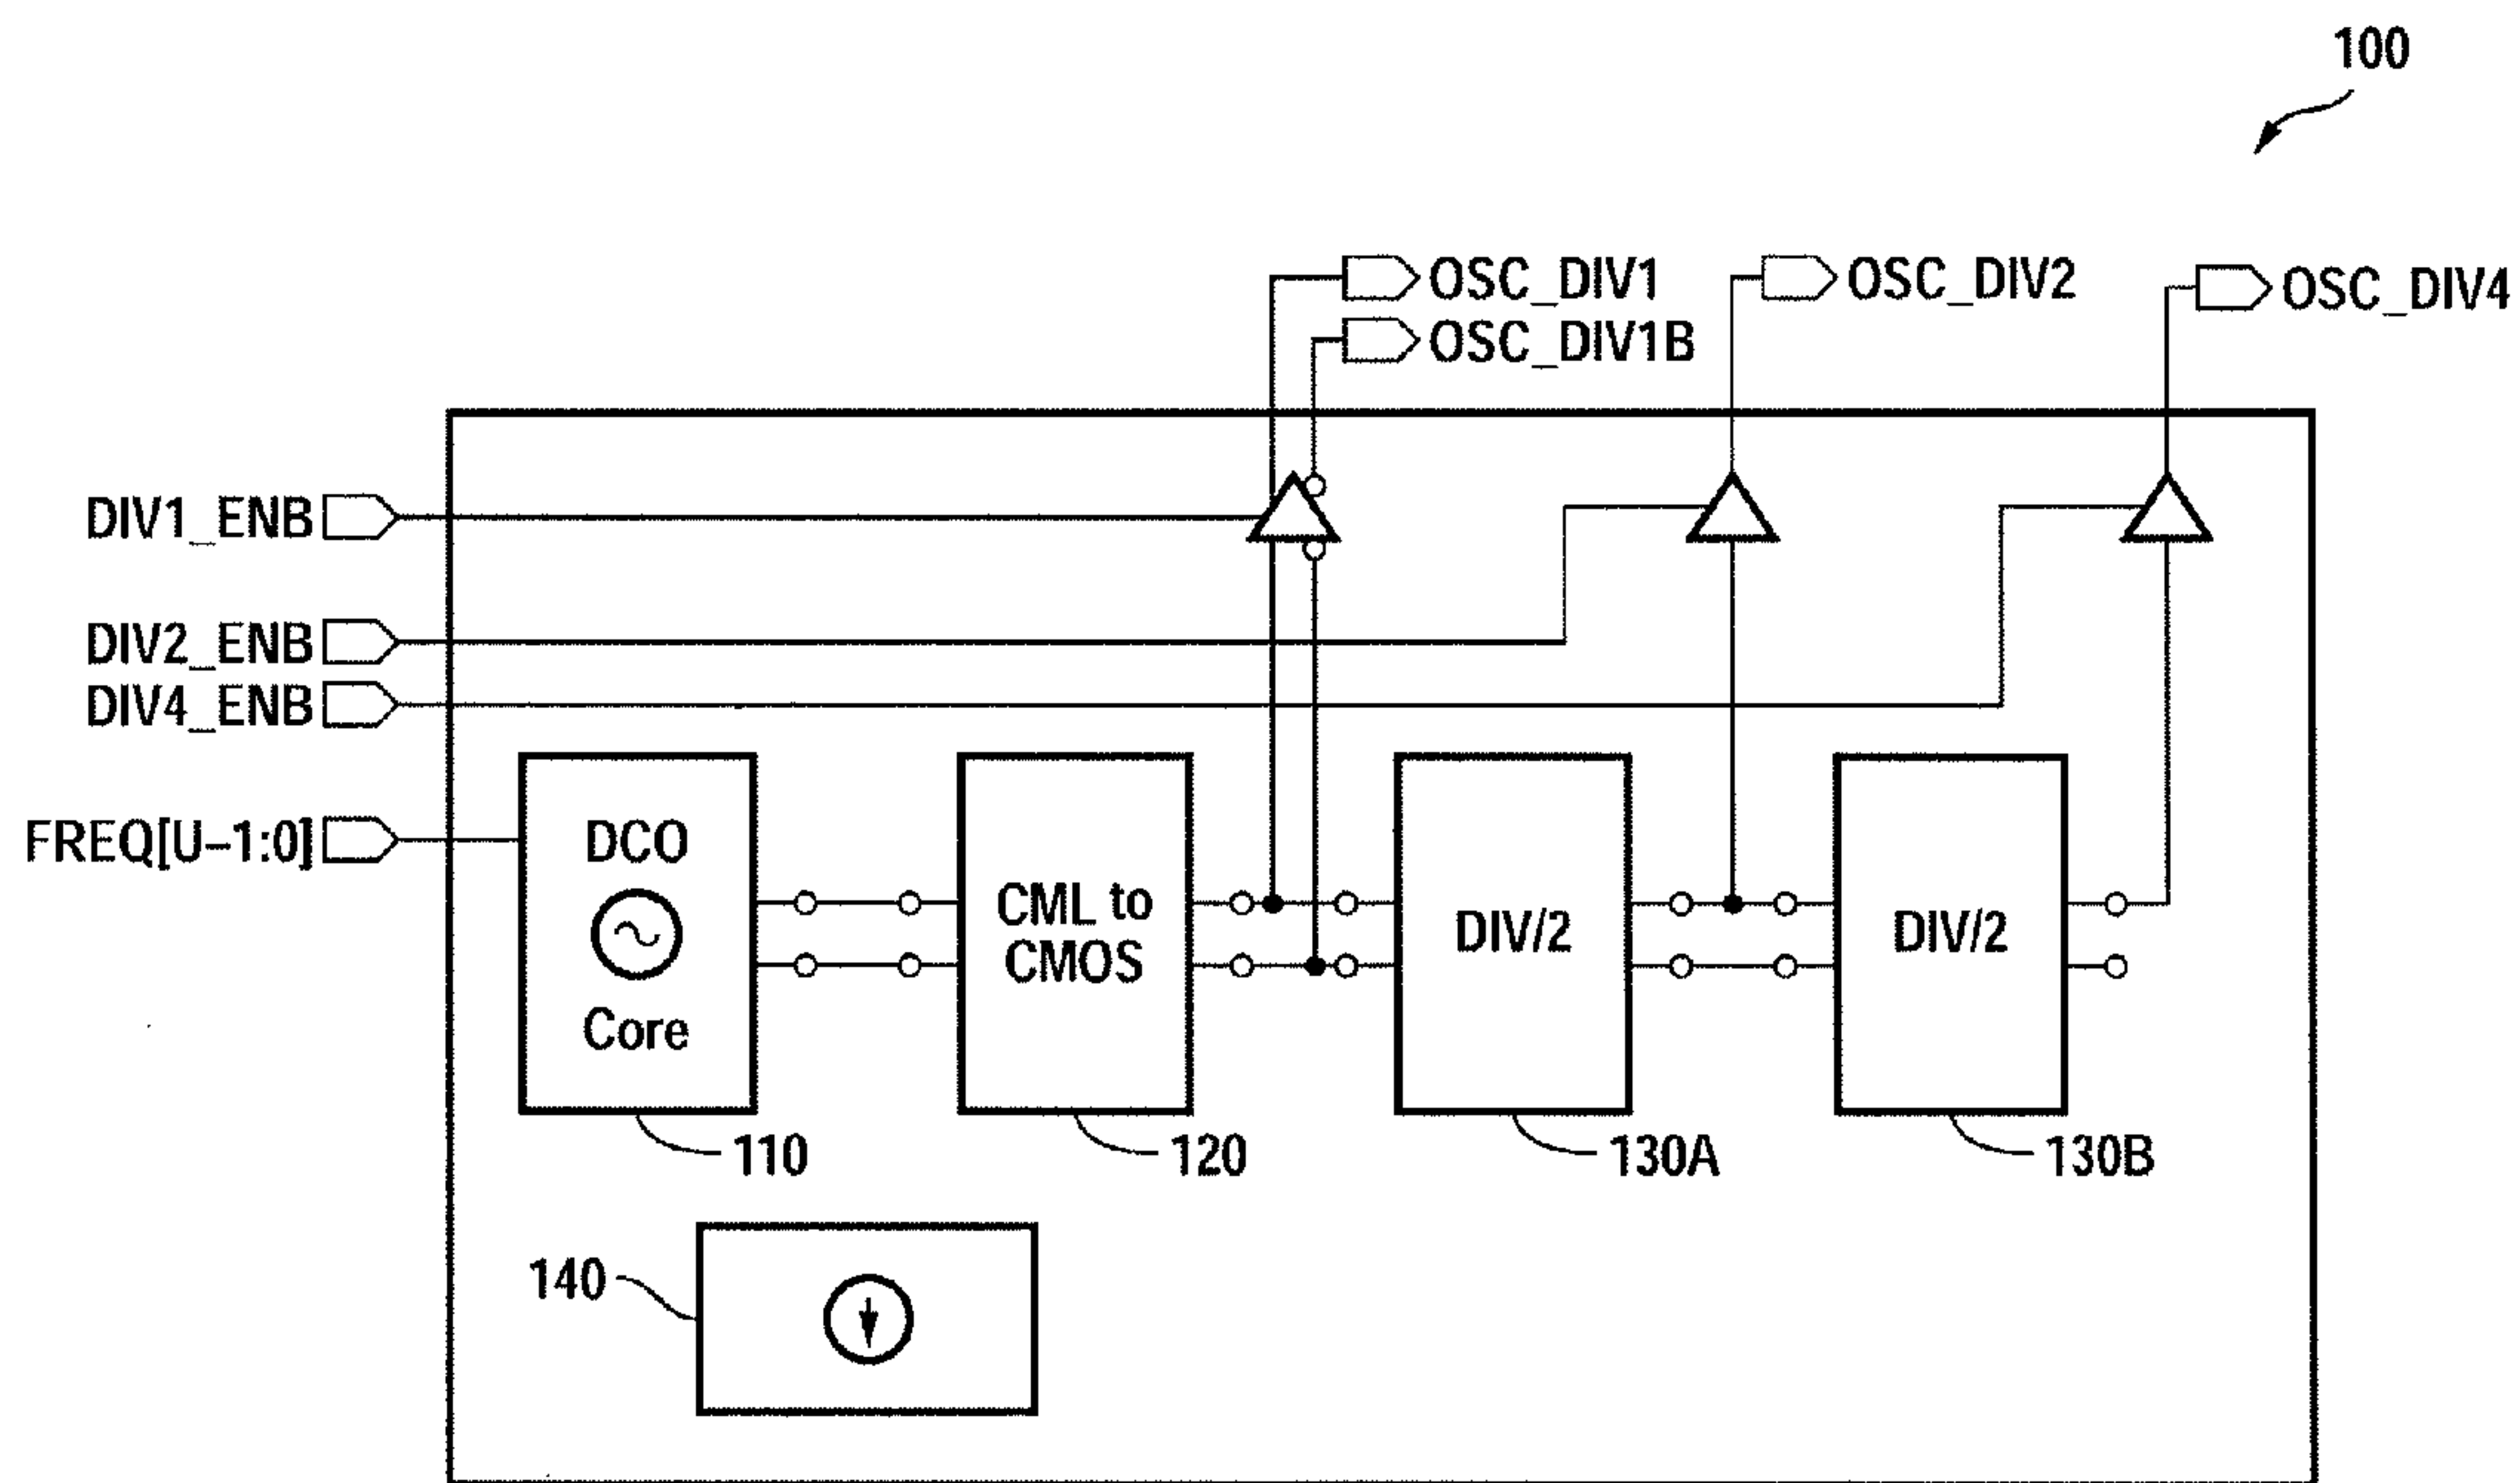 100
OSC_DIV1
OSC_DIV2
OSC_DIV4
OSC_DIV1B
DIV1_ENB
DIV2_ENB
DIV4_ENB
FREQ[U–1:0]
DCO
Core
CML to
CMOS
DIV/2
DIV/2
110
120
130A
130B
140